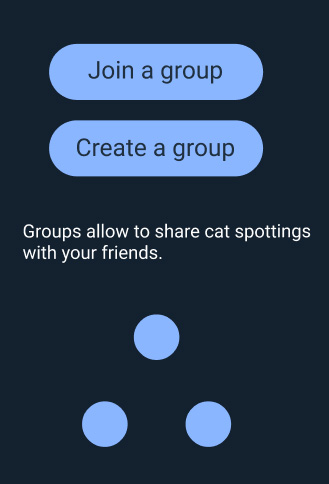 Join a group
Create a group
Groups allow to share cat spottings
with your friends.